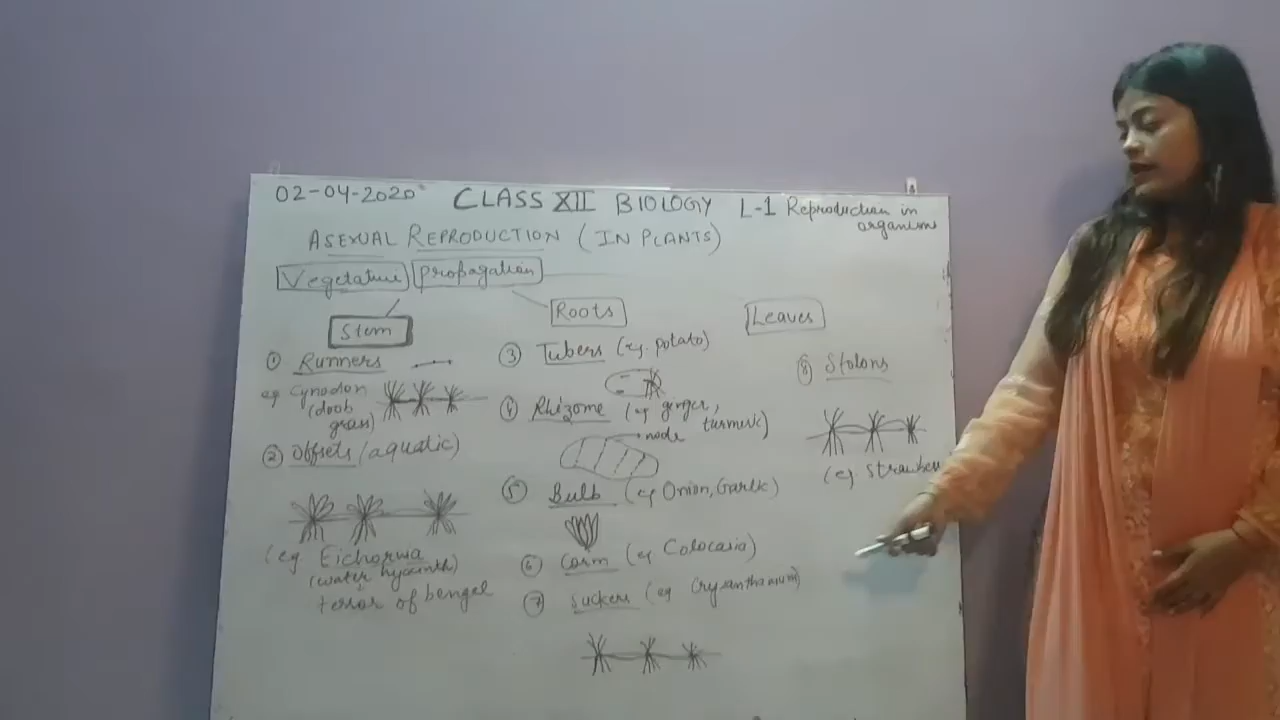 02-04-2020 CLASS XII BIOLOGY L-1 Reproduction in
organisms
ASEXUAL REPRODUCTION (IN PLANTS)
Vegetative propagation
Stem
Roots
Leaves
① Runners
eg Cynodon
(doob
grass)
② Offsets (aquatic)
(eg Eichornia
(water hyacinth)
terror of bengal
③ Tubers (eg. potato)
④ Rhizome (eg ginger,
turmeric)
node
⑤ Bulb (eg Onion, Garlic)
⑥ Corm (eg Colocasia)
⑦ Suckers (eg Crysanthamum)
⑧ Stolons
(eg.